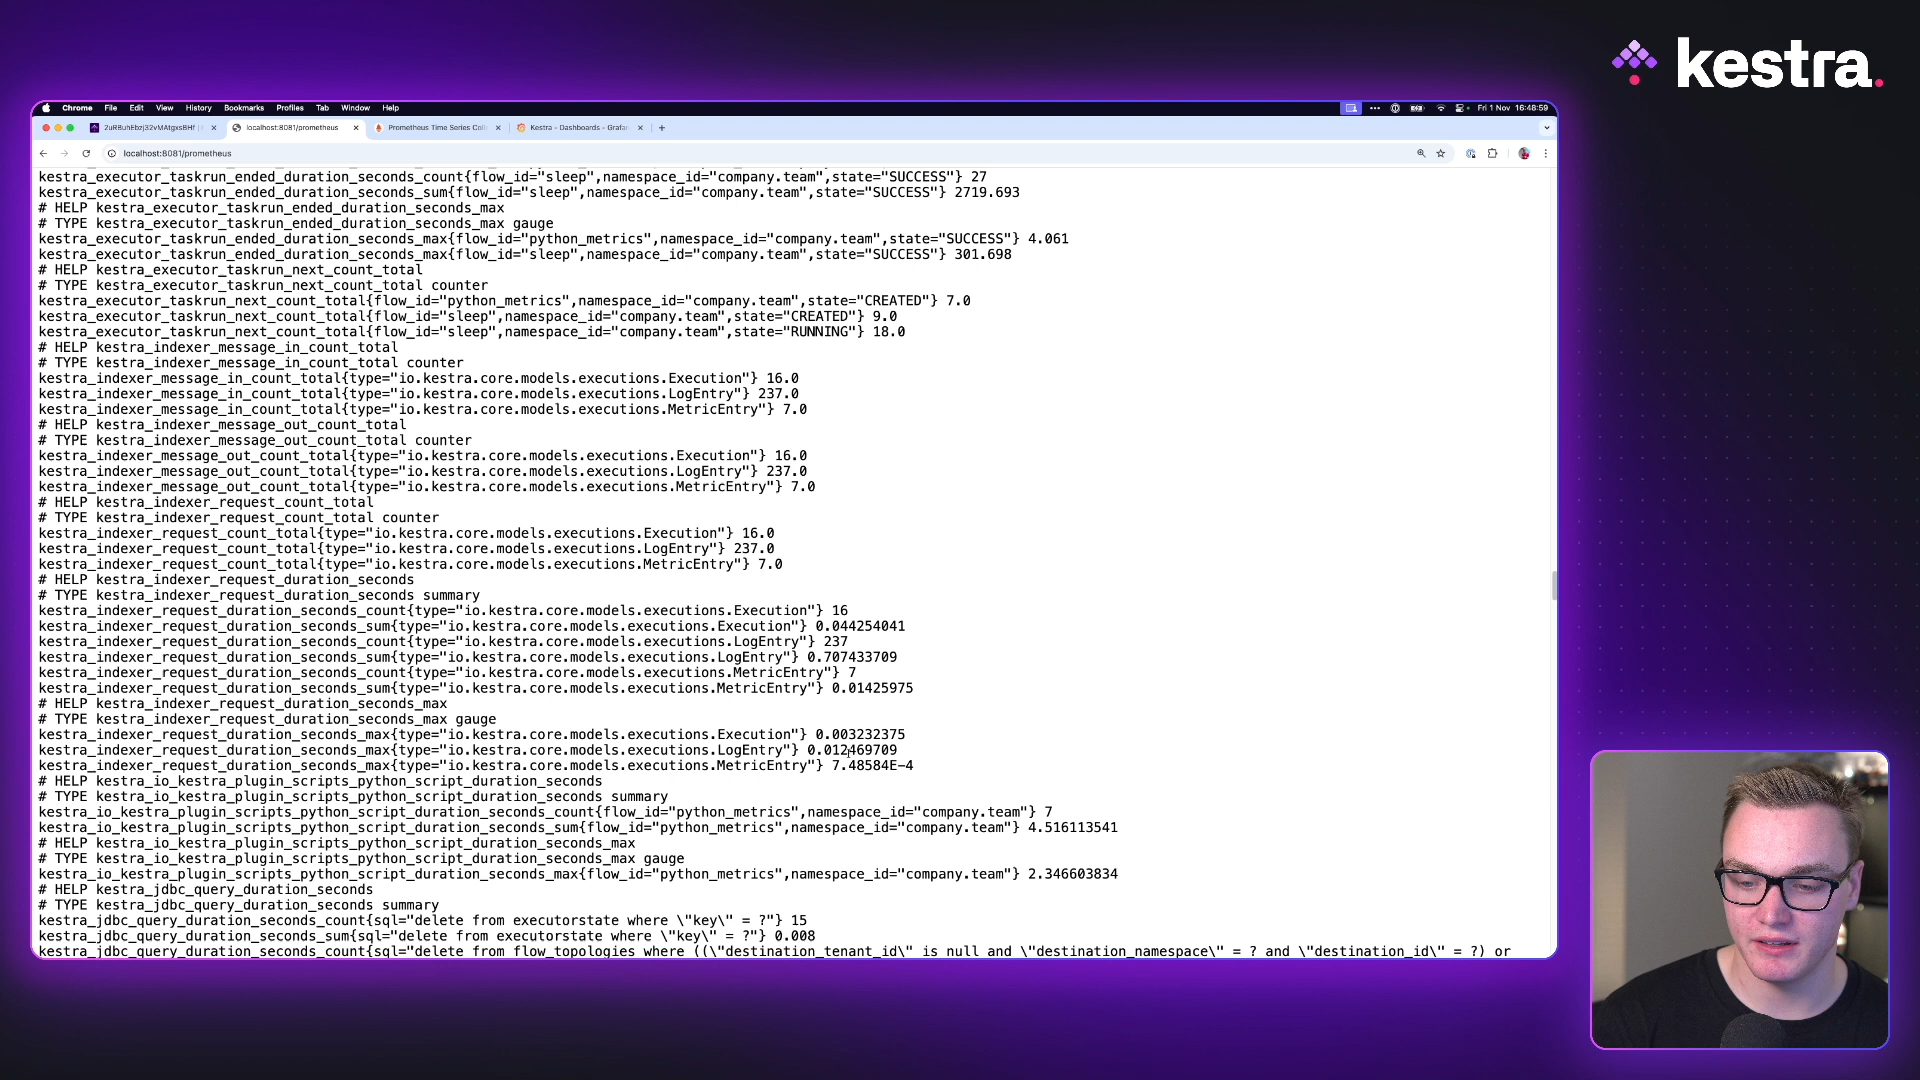 kestra.
Chrome File Edit View History Bookmarks Profiles Tab Window Help
Fri 1 Nov 16:48:59
localhost:8081/prometheus
Prometheus Time Series Coll
Kestra - Dashboards - Grafan
localhost:8081/prometheus
kestra_executor_taskrun_ended_duration_seconds_count{flow_id="sleep",namespace_id="company.team",state="SUCCESS"} 27
kestra_executor_taskrun_ended_duration_seconds_sum{flow_id="sleep",namespace_id="company.team",state="SUCCESS"} 2719.693
# HELP kestra_executor_taskrun_ended_duration_seconds_max
# TYPE kestra_executor_taskrun_ended_duration_seconds_max gauge
kestra_executor_taskrun_ended_duration_seconds_max{flow_id="python_metrics",namespace_id="company.team",state="SUCCESS"} 4.061
kestra_executor_taskrun_ended_duration_seconds_max{flow_id="sleep",namespace_id="company.team",state="SUCCESS"} 301.698
# HELP kestra_executor_taskrun_next_count_total
# TYPE kestra_executor_taskrun_next_count_total counter
kestra_executor_taskrun_next_count_total{flow_id="python_metrics",namespace_id="company.team",state="CREATED"} 7.0
kestra_executor_taskrun_next_count_total{flow_id="sleep",namespace_id="company.team",state="CREATED"} 9.0
kestra_executor_taskrun_next_count_total{flow_id="sleep",namespace_id="company.team",state="RUNNING"} 18.0
# HELP kestra_indexer_message_in_count_total
# TYPE kestra_indexer_message_in_count_total counter
kestra_indexer_message_in_count_total{type="io.kestra.core.models.executions.Execution"} 16.0
kestra_indexer_message_in_count_total{type="io.kestra.core.models.executions.LogEntry"} 237.0
kestra_indexer_message_in_count_total{type="io.kestra.core.models.executions.MetricEntry"} 7.0
# HELP kestra_indexer_message_out_count_total
# TYPE kestra_indexer_message_out_count_total counter
kestra_indexer_message_out_count_total{type="io.kestra.core.models.executions.Execution"} 16.0
kestra_indexer_message_out_count_total{type="io.kestra.core.models.executions.LogEntry"} 237.0
kestra_indexer_message_out_count_total{type="io.kestra.core.models.executions.MetricEntry"} 7.0
# HELP kestra_indexer_request_count_total
# TYPE kestra_indexer_request_count_total counter
kestra_indexer_request_count_total{type="io.kestra.core.models.executions.Execution"} 16.0
kestra_indexer_request_count_total{type="io.kestra.core.models.executions.LogEntry"} 237.0
kestra_indexer_request_count_total{type="io.kestra.core.models.executions.MetricEntry"} 7.0
# HELP kestra_indexer_request_duration_seconds
# TYPE kestra_indexer_request_duration_seconds summary
kestra_indexer_request_duration_seconds_count{type="io.kestra.core.models.executions.Execution"} 16
kestra_indexer_request_duration_seconds_sum{type="io.kestra.core.models.executions.Execution"} 0.044254041
kestra_indexer_request_duration_seconds_count{type="io.kestra.core.models.executions.LogEntry"} 237
kestra_indexer_request_duration_seconds_sum{type="io.kestra.core.models.executions.LogEntry"} 0.707433709
kestra_indexer_request_duration_seconds_count{type="io.kestra.core.models.executions.MetricEntry"} 7
kestra_indexer_request_duration_seconds_sum{type="io.kestra.core.models.executions.MetricEntry"} 0.01425975
# HELP kestra_indexer_request_duration_seconds_max
# TYPE kestra_indexer_request_duration_seconds_max gauge
kestra_indexer_request_duration_seconds_max{type="io.kestra.core.models.executions.Execution"} 0.003232375
kestra_indexer_request_duration_seconds_max{type="io.kestra.core.models.executions.LogEntry"} 0.012469709
kestra_indexer_request_duration_seconds_max{type="io.kestra.core.models.executions.MetricEntry"} 7.48584E-4
# HELP kestra_io_kestra_plugin_scripts_python_script_duration_seconds
# TYPE kestra_io_kestra_plugin_scripts_python_script_duration_seconds summary
kestra_io_kestra_plugin_scripts_python_script_duration_seconds_count{flow_id="python_metrics",namespace_id="company.team"} 7
kestra_io_kestra_plugin_scripts_python_script_duration_seconds_sum{flow_id="python_metrics",namespace_id="company.team"} 4.516113541
# HELP kestra_io_kestra_plugin_scripts_python_script_duration_seconds_max
# TYPE kestra_io_kestra_plugin_scripts_python_script_duration_seconds_max gauge
kestra_io_kestra_plugin_scripts_python_script_duration_seconds_max{flow_id="python_metrics",namespace_id="company.team"} 2.346603834
# HELP kestra_jdbc_query_duration_seconds
# TYPE kestra_jdbc_query_duration_seconds summary
kestra_jdbc_query_duration_seconds_count{sql="delete from executorstate where \"key\" = ?"} 15
kestra_jdbc_query_duration_seconds_sum{sql="delete from executorstate where \"key\" = ?"} 0.008
kestra_jdbc_query_duration_seconds_count{sql="delete from flow_topologies where ((\"destination_tenant_id\" is null and \"destination_namespace\" = ? and \"destination_id\" = ?) or